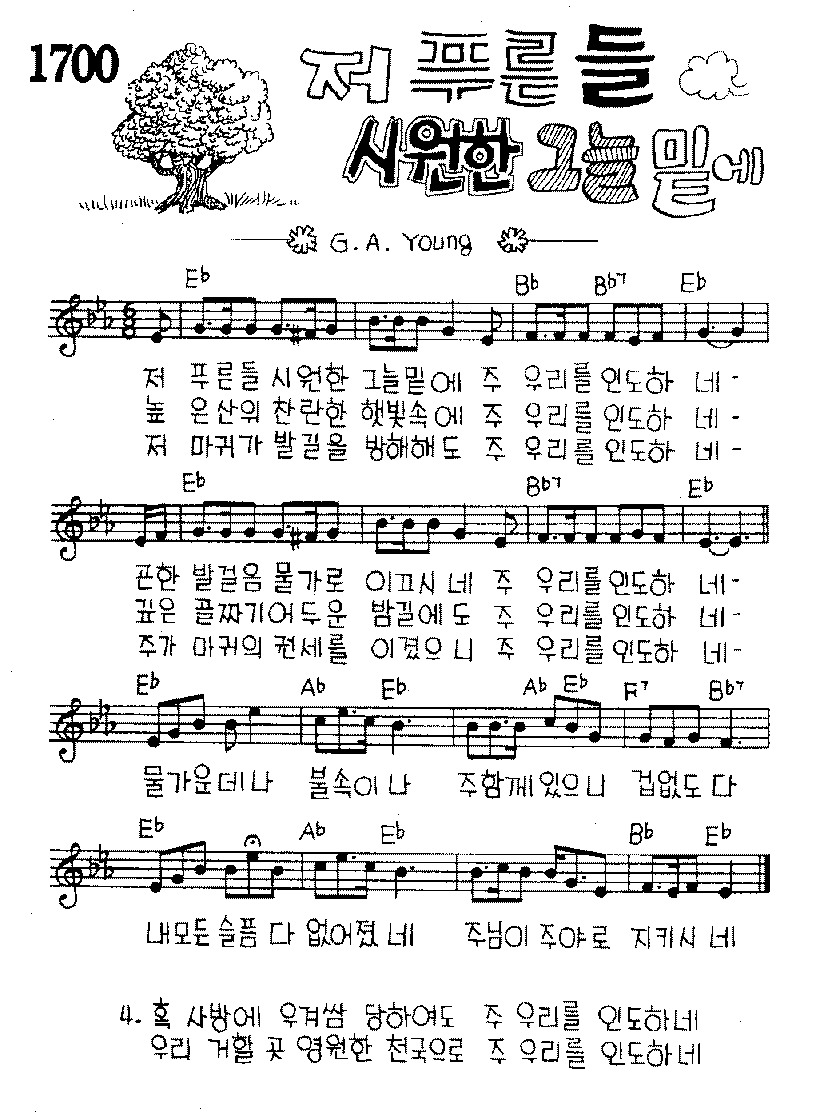 1700
저 푸른들
시원한 그늘 밑에
G. A. Young
Eb Bb Bb7 Eb
저 푸른들 시원한 그늘밑에 주 우리를 인도하 네-
높 은산위 찬란한 햇빛속에 주 우리를 인도하 네-
저 마귀가 발길을 방해해도 주 우리를 인도하 네-
Eb Bb7 Eb
곤한 발걸음 물가로 이끄시 네 주 우리를 인도하 네-
깊은 골짜기어두운 밤길에도 주 우리를 인도하 네-
주가 마귀의 권세를 이겼으니 주 우리를 인도하 네-
Eb Ab Eb Ab Eb F7 Bb7
물가운데나 불속이나 주함께있으니 겁없도다
Eb Ab Eb Bb Eb
내모든슬픔 다 없어졌네 주님이 주야로 지키시네
4. 혹 사방에 우겨쌈 당하여도 주 우리를 인도하네
우리 거할 곳 영원한 천국으로 주 우리를 인도하네